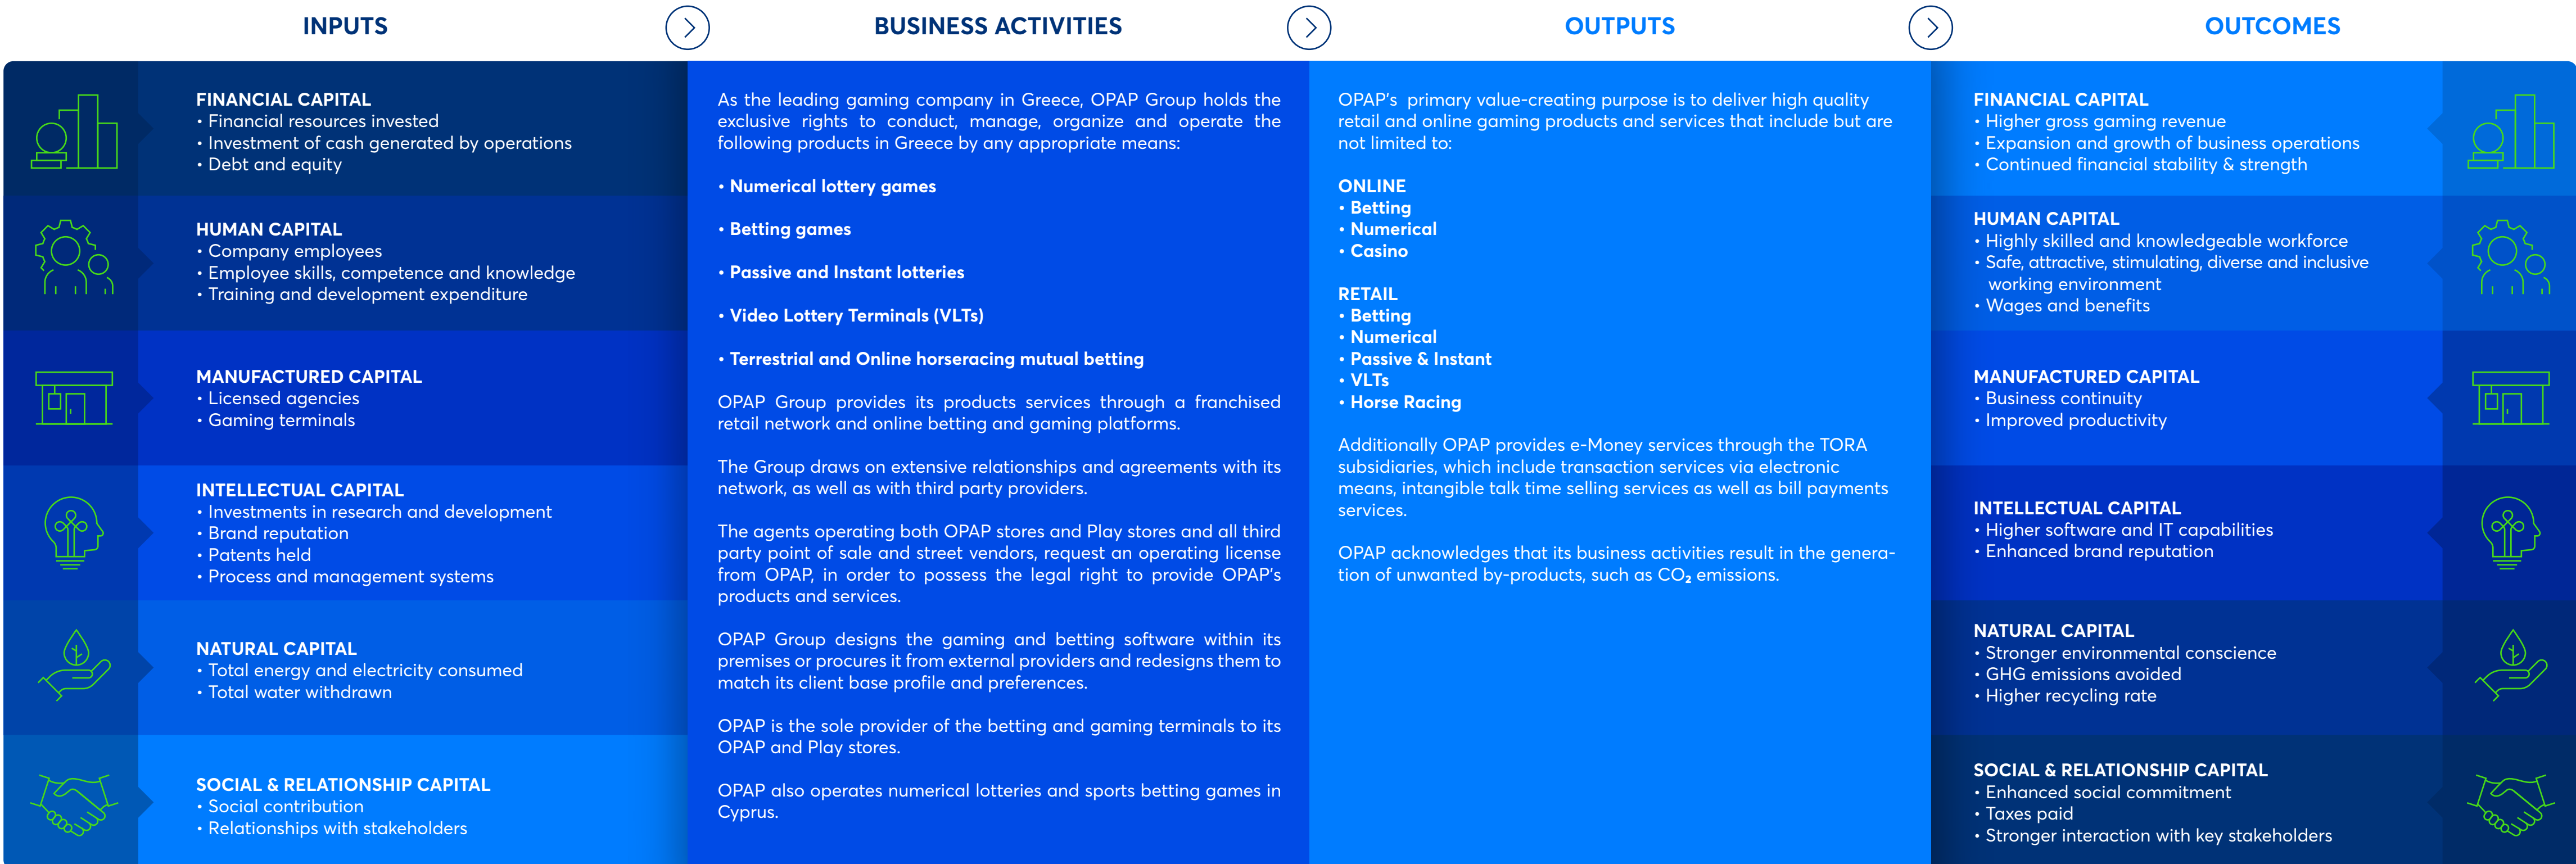 INPUTS
BUSINESS ACTIVITIES
OUTPUTS
OUTCOMES
FINANCIAL CAPITAL
• Financial resources invested
• Investment of cash generated by operations
• Debt and equity
HUMAN CAPITAL
• Company employees
• Employee skills, competence and knowledge
• Training and development expenditure
MANUFACTURED CAPITAL
• Licensed agencies
• Gaming terminals
INTELLECTUAL CAPITAL
• Investments in research and development
• Brand reputation
• Patents held
• Process and management systems
NATURAL CAPITAL
• Total energy and electricity consumed
• Total water withdrawn
SOCIAL & RELATIONSHIP CAPITAL
• Social contribution
• Relationships with stakeholders
As the leading gaming company in Greece, OPAP Group holds the
exclusive rights to conduct, manage, organize and operate the
following products in Greece by any appropriate means:
• Numerical lottery games
• Betting games
• Passive and Instant lotteries
• Video Lottery Terminals (VLTs)
• Terrestrial and Online horseracing mutual betting
OPAP Group provides its products services through a franchised
retail network and online betting and gaming platforms.
The Group draws on extensive relationships and agreements with its
network, as well as with third party providers.
The agents operating both OPAP stores and Play stores and all third
party point of sale and street vendors, request an operating license
from OPAP, in order to possess the legal right to provide OPAP's
products and services.
OPAP Group designs the gaming and betting software within its
premises or procures it from external providers and redesigns them to
match its client base profile and preferences.
OPAP is the sole provider of the betting and gaming terminals to its
OPAP and Play stores.
OPAP also operates numerical lotteries and sports betting games in
Cyprus.
OPAP's primary value-creating purpose is to deliver high quality
retail and online gaming products and services that include but are
not limited to:
ONLINE
• Betting
• Numerical
• Casino
RETAIL
• Betting
• Numerical
• Passive & Instant
• VLTs
• Horse Racing
Additionally OPAP provides e-Money services through the TORA
subsidiaries, which include transaction services via electronic
means, intangible talk time selling services as well as bill payments
services.
OPAP acknowledges that its business activities result in the genera-
tion of unwanted by-products, such as CO₂ emissions.
FINANCIAL CAPITAL
• Higher gross gaming revenue
• Expansion and growth of business operations
• Continued financial stability & strength
HUMAN CAPITAL
• Highly skilled and knowledgeable workforce
• Safe, attractive, stimulating, diverse and inclusive
working environment
• Wages and benefits
MANUFACTURED CAPITAL
• Business continuity
• Improved productivity
INTELLECTUAL CAPITAL
• Higher software and IT capabilities
• Enhanced brand reputation
NATURAL CAPITAL
• Stronger environmental conscience
• GHG emissions avoided
• Higher recycling rate
SOCIAL & RELATIONSHIP CAPITAL
• Enhanced social commitment
• Taxes paid
• Stronger interaction with key stakeholders